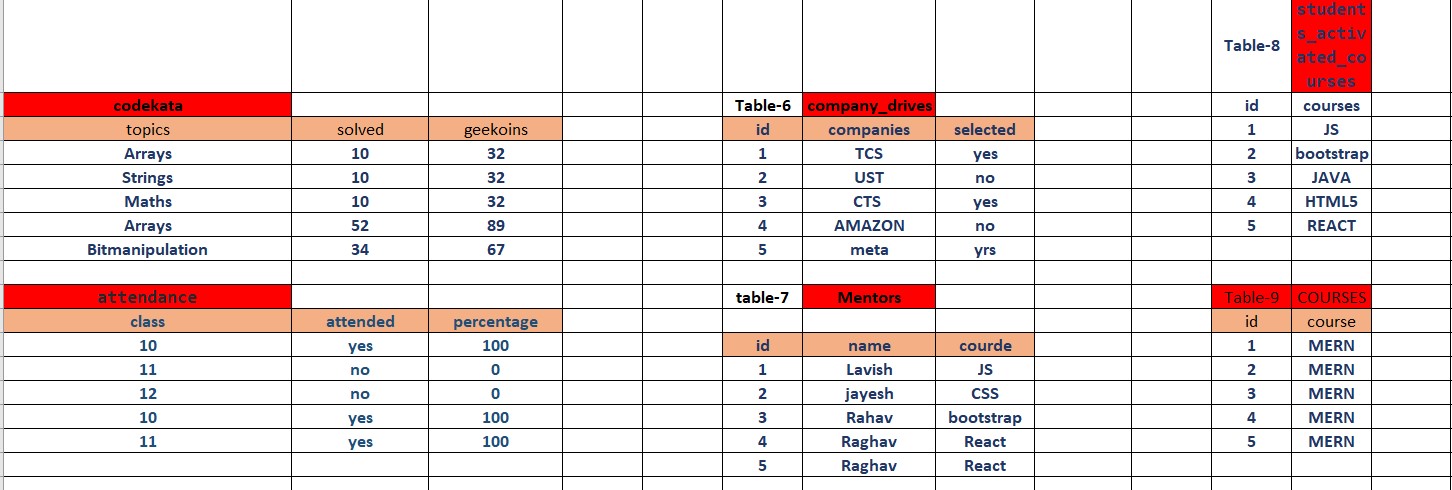 Table-8 student
s_activ
ated_co
urses
codekata Table-6 company_drives id courses
topics solved geekoins id companies selected 1 JS
Arrays 10 32 1 TCS yes 2 bootstrap
Strings 10 32 2 UST no 3 JAVA
Maths 10 32 3 CTS yes 4 HTML5
Arrays 52 89 4 AMAZON no 5 REACT
Bitmanipulation 34 67 5 meta yrs
attendance table-7 Mentors Table-9 COURSES
class attended percentage id course
10 yes 100 id name courde 1 MERN
11 no 0 1 Lavish JS 2 MERN
12 no 0 2 jayesh CSS 3 MERN
10 yes 100 3 Rahav bootstrap 4 MERN
11 yes 100 4 Raghav React 5 MERN
5 Raghav React